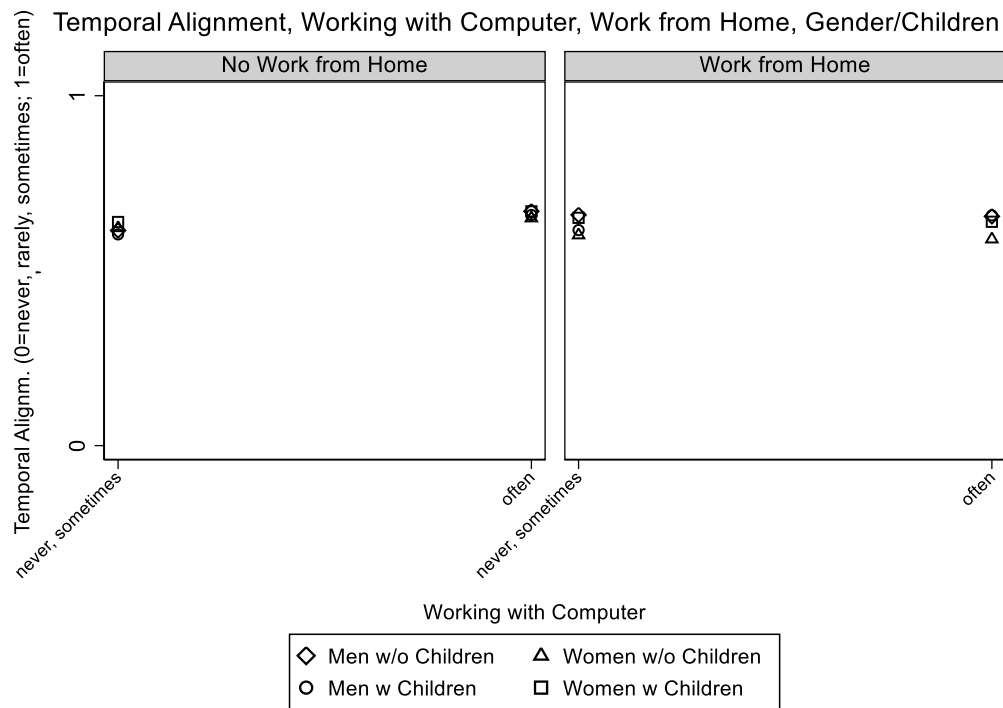 Temporal Alignment, Working with Computer, Work from Home, Gender/Children
No Work from Home
Work from Home
Temporal Alignm. (0=never, rarely, sometimes; 1=often)
1
0
never, sometimes
often
never, sometimes
often
Working with Computer
Men w/o Children
Women w/o Children
Men w Children
Women w Children